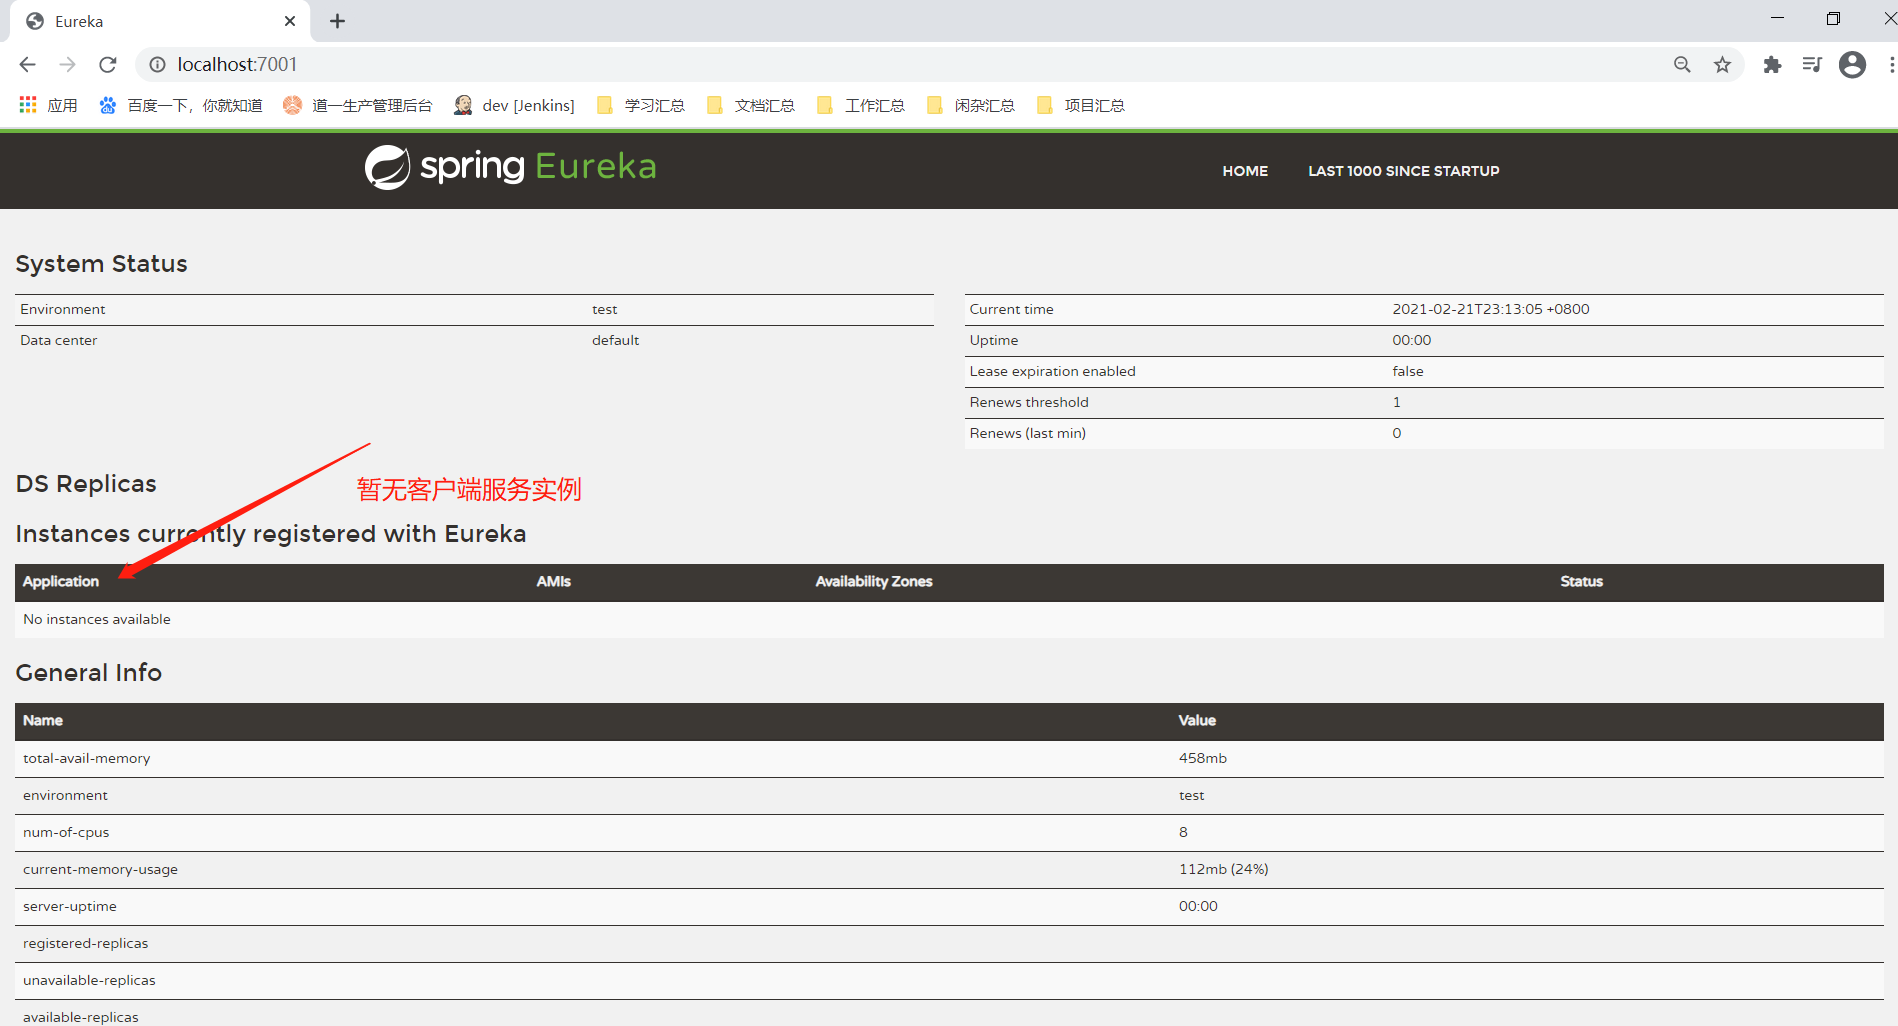 Eureka
localhost:7001
应用 百度一下，你就知道 道一生产管理后台 dev [Jenkins] 学习汇总 文档汇总 工作汇总 闲杂汇总 项目汇总
spring Eureka HOME LAST 1000 SINCE STARTUP
System Status
Environment test
Data center default
Current time 2021-02-21T23:13:05 +0800
Uptime 00:00
Lease expiration enabled false
Renews threshold 1
Renews (last min) 0
DS Replicas
暂无客户端服务实例
Instances currently registered with Eureka
Application AMIs Availability Zones Status
No instances available
General Info
Name Value
total-avail-memory 458mb
environment test
num-of-cpus 8
current-memory-usage 112mb (24%)
server-uptime 00:00
registered-replicas
unavailable-replicas
available-replicas